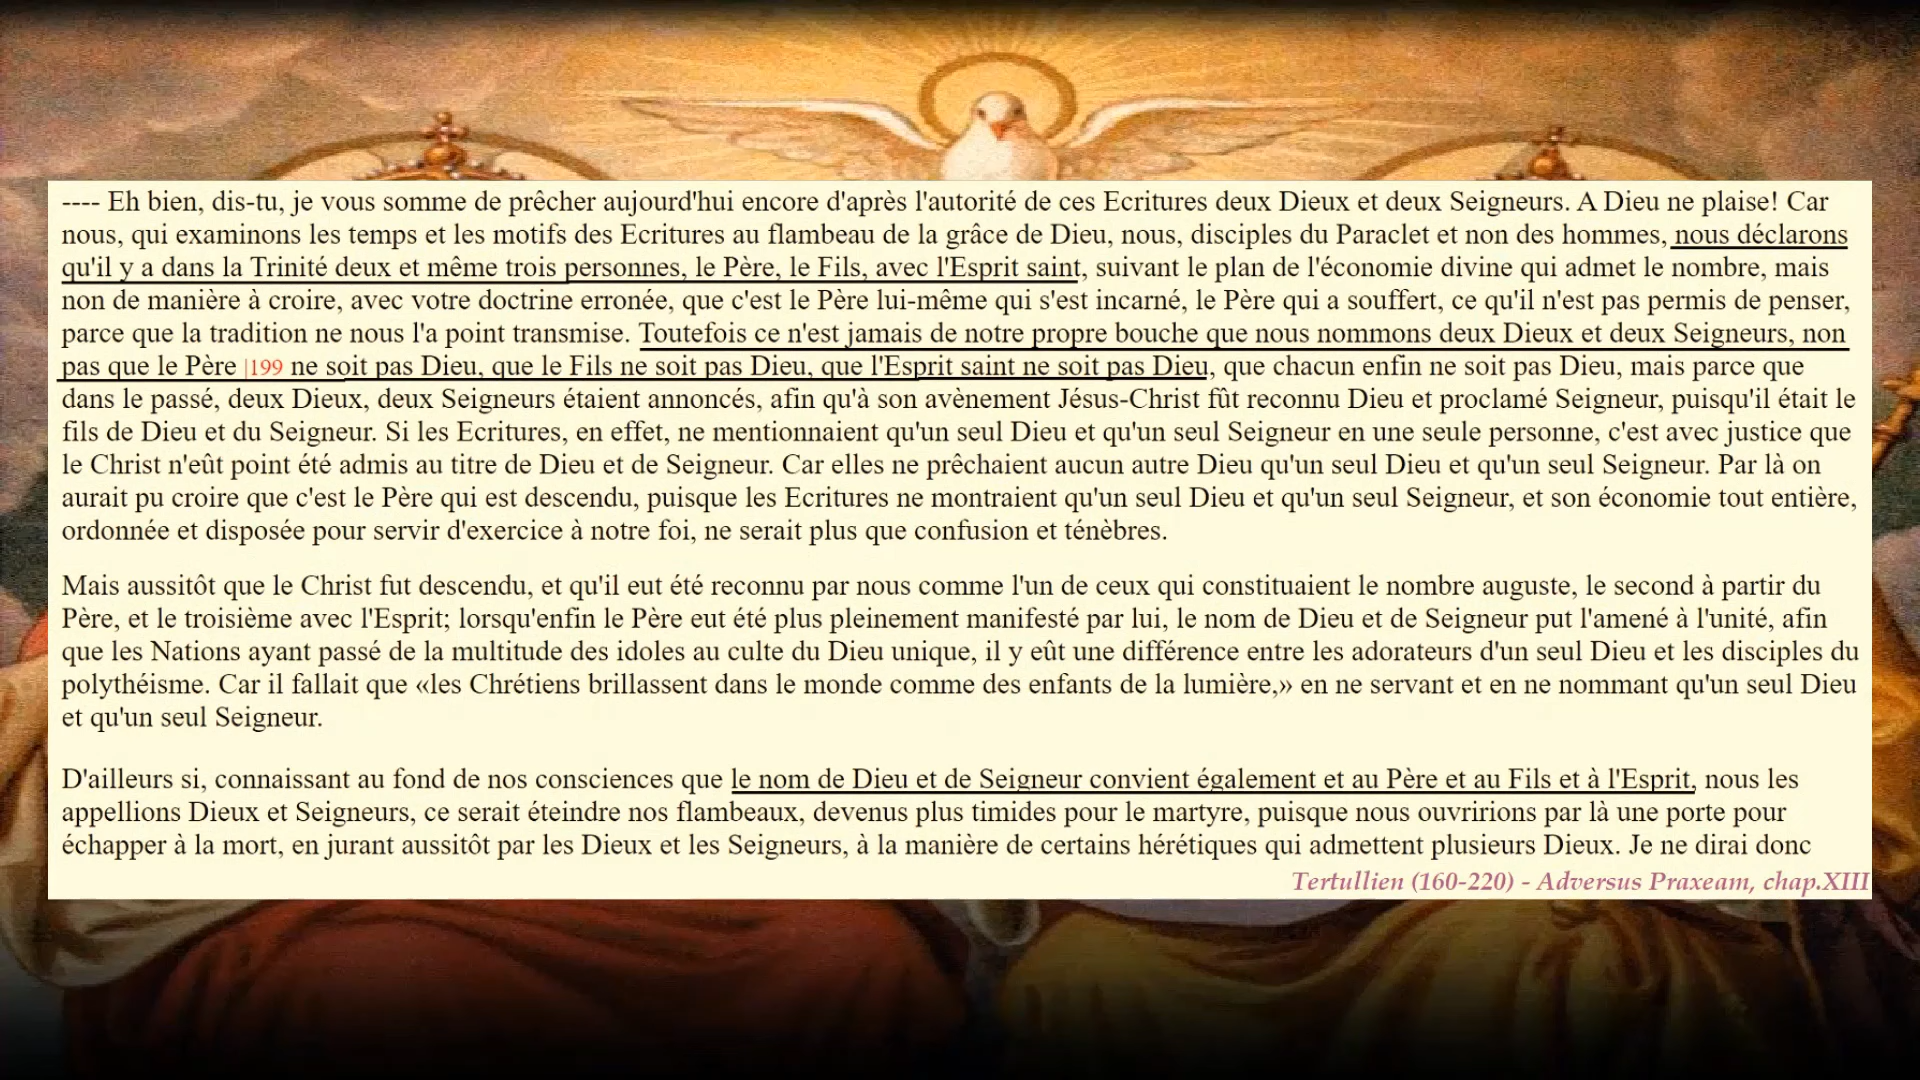 ---- Eh bien, dis-tu, je vous somme de prêcher aujourd'hui encore d'après l'autorité de ces Ecritures deux Dieux et deux Seigneurs. A Dieu ne plaise! Car
nous, qui examinons les temps et les motifs des Ecritures au flambeau de la grâce de Dieu, nous, disciples du Paraclet et non des hommes, nous déclarons
qu'il y a dans la Trinité deux et même trois personnes, le Père, le Fils, avec l'Esprit saint, suivant le plan de l'économie divine qui admet le nombre, mais
non de manière à croire, avec votre doctrine erronée, que c'est le Père lui-même qui s'est incarné, le Père qui a souffert, ce qu'il n'est pas permis de penser,
parce que la tradition ne nous l'a point transmise. Toutefois ce n'est jamais de notre propre bouche que nous nommons deux Dieux et deux Seigneurs, non
pas que le Père |199 ne soit pas Dieu, que le Fils ne soit pas Dieu, que l'Esprit saint ne soit pas Dieu, que chacun enfin ne soit pas Dieu, mais parce que
dans le passé, deux Dieux, deux Seigneurs étaient annoncés, afin qu'à son avènement Jésus-Christ fût reconnu Dieu et proclamé Seigneur, puisqu'il était le
fils de Dieu et du Seigneur. Si les Ecritures, en effet, ne mentionnaient qu'un seul Dieu et qu'un seul Seigneur en une seule personne, c'est avec justice que
le Christ n'eût point été admis au titre de Dieu et de Seigneur. Car elles ne prêchaient aucun autre Dieu qu'un seul Dieu et qu'un seul Seigneur. Par là on
aurait pu croire que c'est le Père qui est descendu, puisque les Ecritures ne montraient qu'un seul Dieu et qu'un seul Seigneur, et son économie tout entière,
ordonnée et disposée pour servir d'exercice à notre foi, ne serait plus que confusion et ténèbres.
Mais aussitôt que le Christ fut descendu, et qu'il eut été reconnu par nous comme l'un de ceux qui constituaient le nombre auguste, le second à partir du
Père, et le troisième avec l'Esprit; lorsqu'enfin le Père eut été plus pleinement manifesté par lui, le nom de Dieu et de Seigneur put l'amené à l'unité, afin
que les Nations ayant passé de la multitude des idoles au culte du Dieu unique, il y eût une différence entre les adorateurs d'un seul Dieu et les disciples du
polythéisme. Car il fallait que «les Chrétiens brillassent dans le monde comme des enfants de la lumière,» en ne servant et en ne nommant qu'un seul Dieu
et qu'un seul Seigneur.
D'ailleurs si, connaissant au fond de nos consciences que le nom de Dieu et de Seigneur convient également et au Père et au Fils et à l'Esprit, nous les
appellions Dieux et Seigneurs, ce serait éteindre nos flambeaux, devenus plus timides pour le martyre, puisque nous ouvririons par là une porte pour
échapper à la mort, en jurant aussitôt par les Dieux et les Seigneurs, à la manière de certains hérétiques qui admettent plusieurs Dieux. Je ne dirai donc
Tertullien (160-220) - Adversus Praxeam, chap.XIII